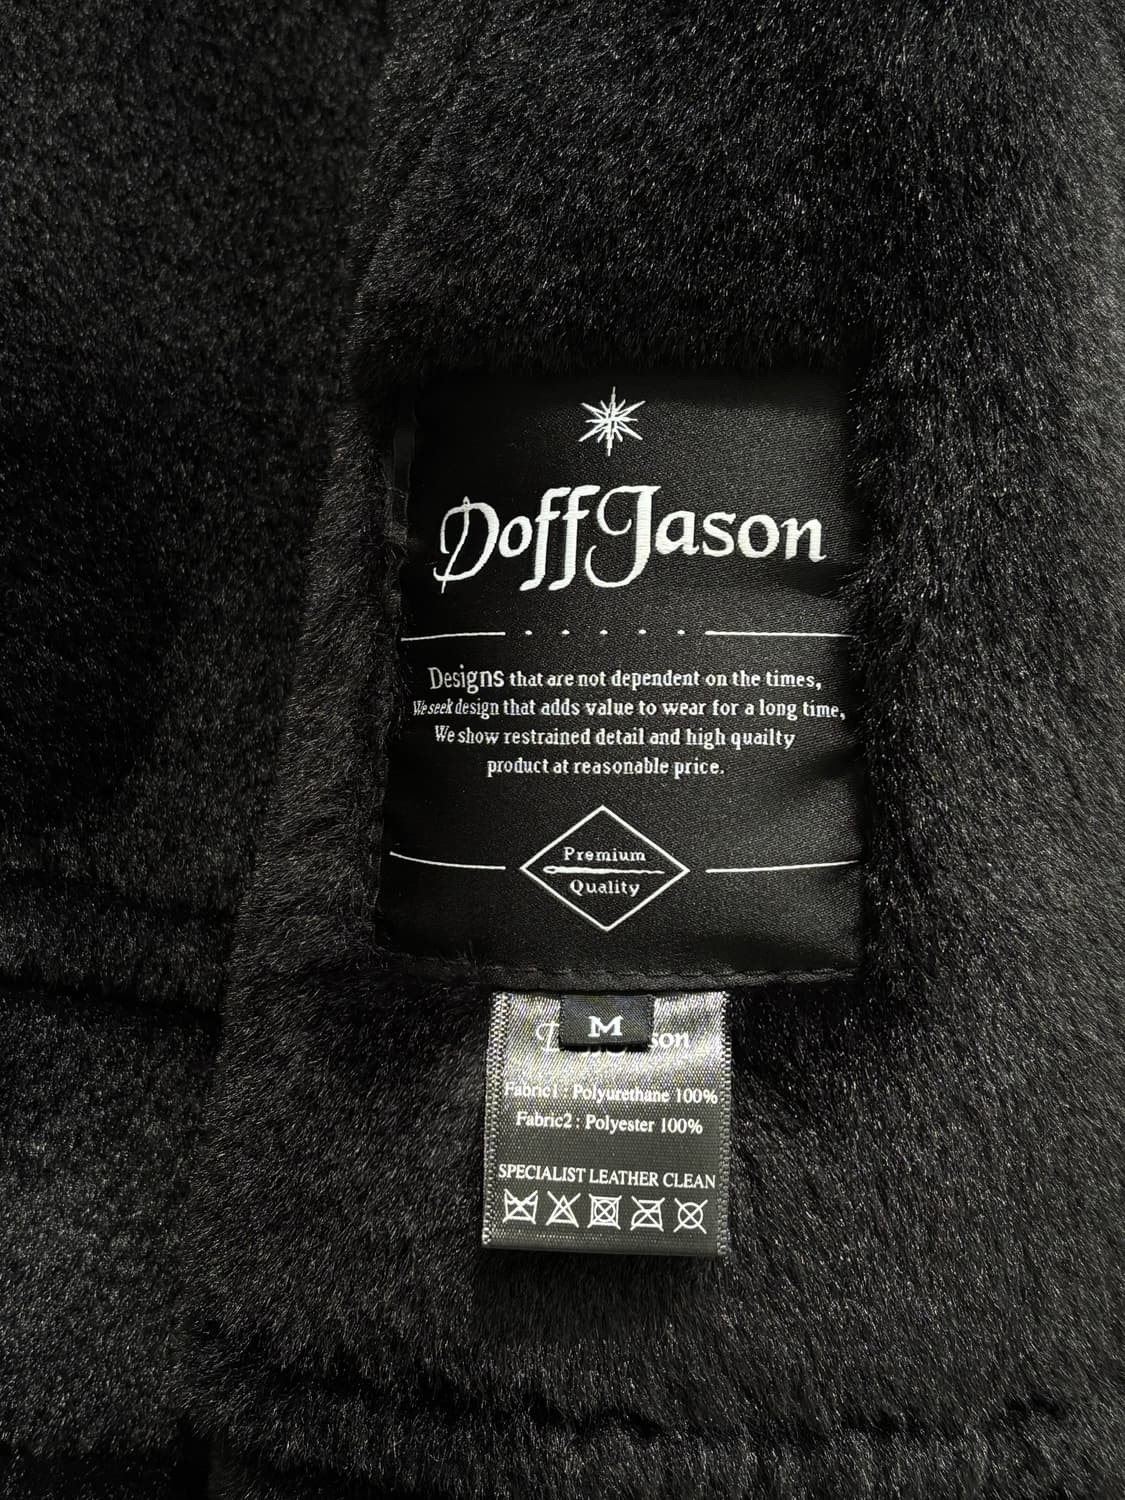 Doff Jason
Designs that are not dependent on the times,
We seek design that adds value to wear for a long time,
We show restrained detail and high quailty
product at reasonable price.
Premium
Quality
M
Fabric1 : Polyurethane 100%
Fabric2 : Polyester 100%
SPECIALIST LEATHER CLEAN